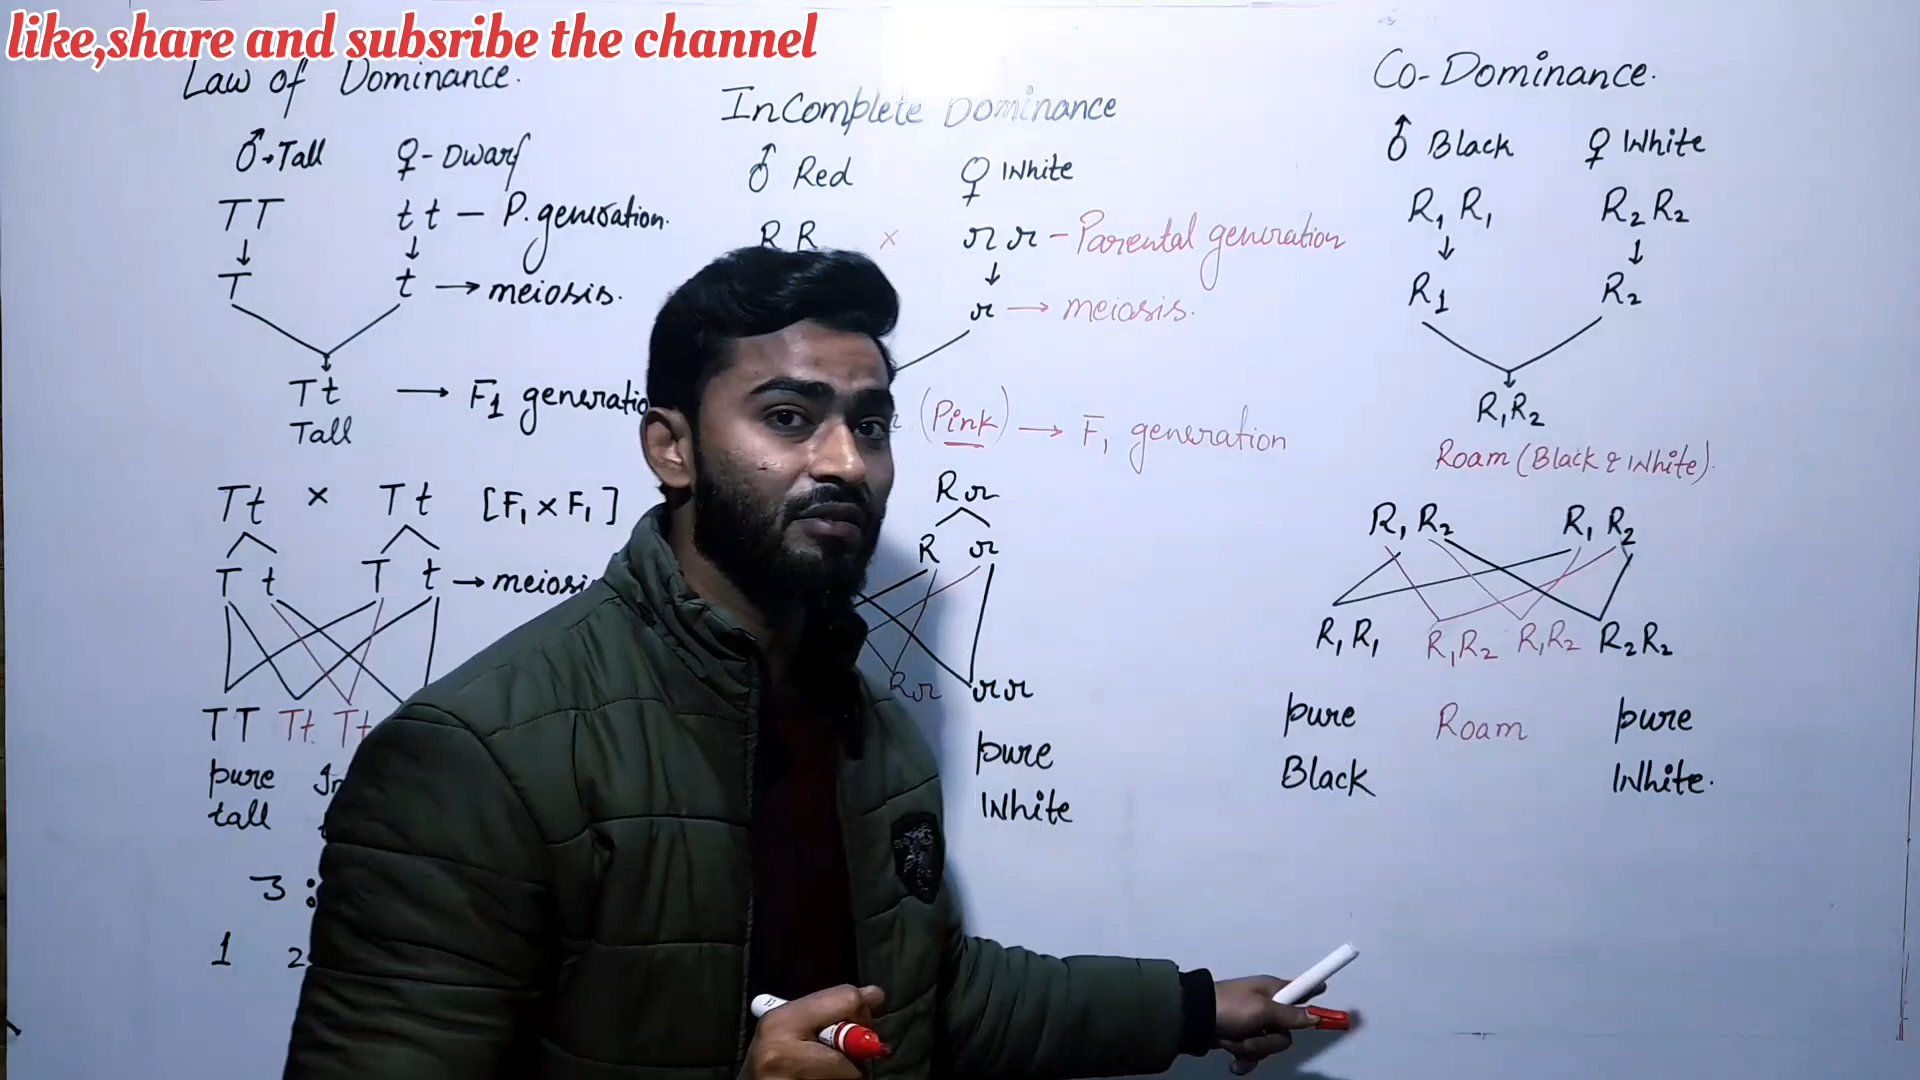 like,share and subsribe the channel
Law of Dominance.
♂→Tall ♀-Dwarf
TT tt — P. generation.
↓ ↓
T t → meiosis.
Tt → F1 generatio
Tall
Tt × Tt [F1 × F1]
T t T t → meiosi
TT Tt Tt
pure
tall
3 :
1 2
InComplete Dominance
♂ Red ♀ White
RR × rr - Parental generation
↓
r → meiosis.
(Pink) → F1 generation
Rr
R r
Rr rr
pure
White
Co-Dominance.
♂ Black ♀ White
R1 R1 R2 R2
↓ ↓
R1 R2
R1R2
Roam (Black & White).
R1 R2 R1 R2
R1 R1 R1R2 R1R2 R2R2
pure Roam pure
Black White.